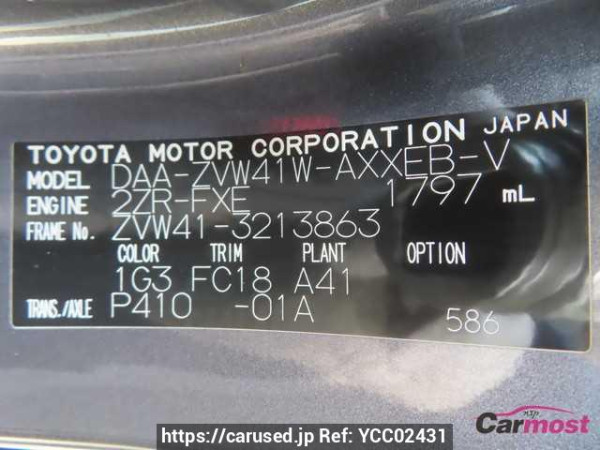 TOYOTA MOTOR CORPORATION JAPAN
MODEL DAA-ZVW41W-AXXEB-V
ENGINE 2ZR-FXE 1797 mL
FRAME No. ZVW41-3213863
COLOR TRIM PLANT OPTION
1G3 FC18 A41
TRANS./AXLE P410 -01A
586
Carmost
https://carused.jp Ref: YCC02431